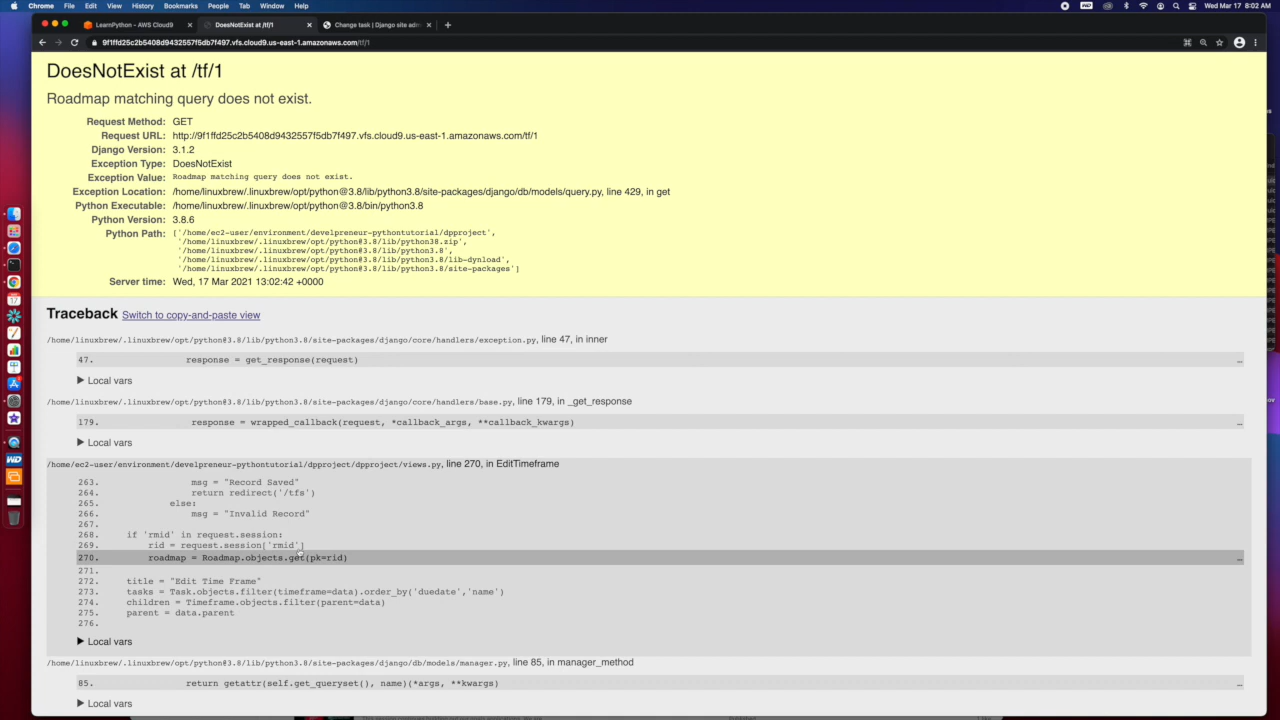 Chrome File Edit View History Bookmarks People Tab Window Help
Wed Mar 17 8:02 AM
LearnPython - AWS Cloud9
DoesNotExist at /tf/1
Change task | Django site adm
9f1ffd25c2b5408d9432557f5db7f497.vfs.cloud9.us-east-1.amazonaws.com/tf/1
DoesNotExist at /tf/1
Roadmap matching query does not exist.
Request Method: GET
Request URL: http://9f1ffd25c2b5408d9432557f5db7f497.vfs.cloud9.us-east-1.amazonaws.com/tf/1
Django Version: 3.1.2
Exception Type: DoesNotExist
Exception Value: Roadmap matching query does not exist.
Exception Location: /home/linuxbrew/.linuxbrew/opt/python@3.8/lib/python3.8/site-packages/django/db/models/query.py, line 429, in get
Python Executable: /home/linuxbrew/.linuxbrew/opt/python@3.8/bin/python3.8
Python Version: 3.8.6
Python Path: ['/home/ec2-user/environment/develpreneur-pythontutorial/dpproject',
'/home/linuxbrew/.linuxbrew/opt/python@3.8/lib/python38.zip',
'/home/linuxbrew/.linuxbrew/opt/python@3.8/lib/python3.8',
'/home/linuxbrew/.linuxbrew/opt/python@3.8/lib/python3.8/lib-dynload',
'/home/linuxbrew/.linuxbrew/opt/python@3.8/lib/python3.8/site-packages']
Server time: Wed, 17 Mar 2021 13:02:42 +0000
Traceback Switch to copy-and-paste view
/home/linuxbrew/.linuxbrew/opt/python@3.8/lib/python3.8/site-packages/django/core/handlers/exception.py, line 47, in inner
47. response = get_response(request) …
Local vars
/home/linuxbrew/.linuxbrew/opt/python@3.8/lib/python3.8/site-packages/django/core/handlers/base.py, line 179, in _get_response
179. response = wrapped_callback(request, *callback_args, **callback_kwargs) …
Local vars
/home/ec2-user/environment/develpreneur-pythontutorial/dpproject/dpproject/views.py, line 270, in EditTimeframe
263. msg = "Record Saved"
264. return redirect('/tfs')
265. else:
266. msg = "Invalid Record"
267.
268. if 'rmid' in request.session:
269. rid = request.session['rmid']
270. roadmap = Roadmap.objects.get(pk=rid) …
271.
272. title = "Edit Time Frame"
273. tasks = Task.objects.filter(timeframe=data).order_by('duedate','name')
274. children = Timeframe.objects.filter(parent=data)
275. parent = data.parent
276.
Local vars
/home/linuxbrew/.linuxbrew/opt/python@3.8/lib/python3.8/site-packages/django/db/models/manager.py, line 85, in manager_method
85. return getattr(self.get_queryset(), name)(*args, **kwargs) …
Local vars